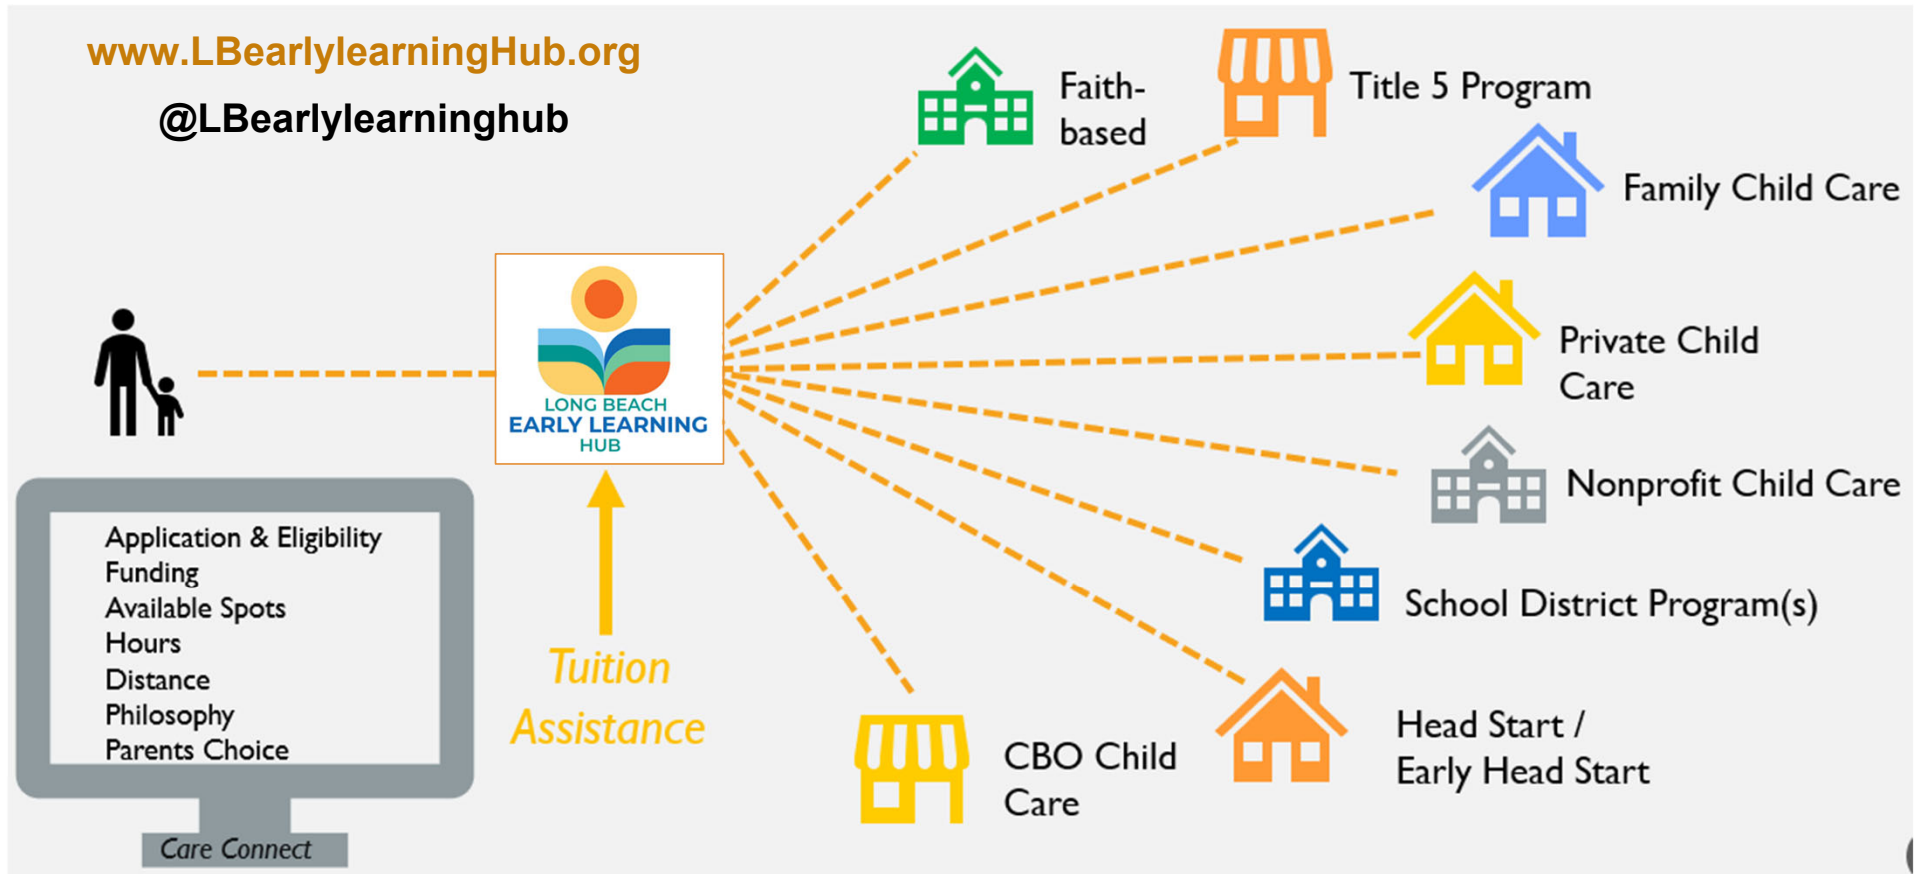 www.LBearlylearningHub.org
@LBearlylearninghub
Faith-
based
Title 5 Program
Family Child Care
Private Child
Care
Nonprofit Child Care
School District Program(s)
Head Start /
Early Head Start
CBO Child
Care
LONG BEACH
EARLY LEARNING
HUB
Tuition
Assistance
Application & Eligibility
Funding
Available Spots
Hours
Distance
Philosophy
Parents Choice
Care Connect